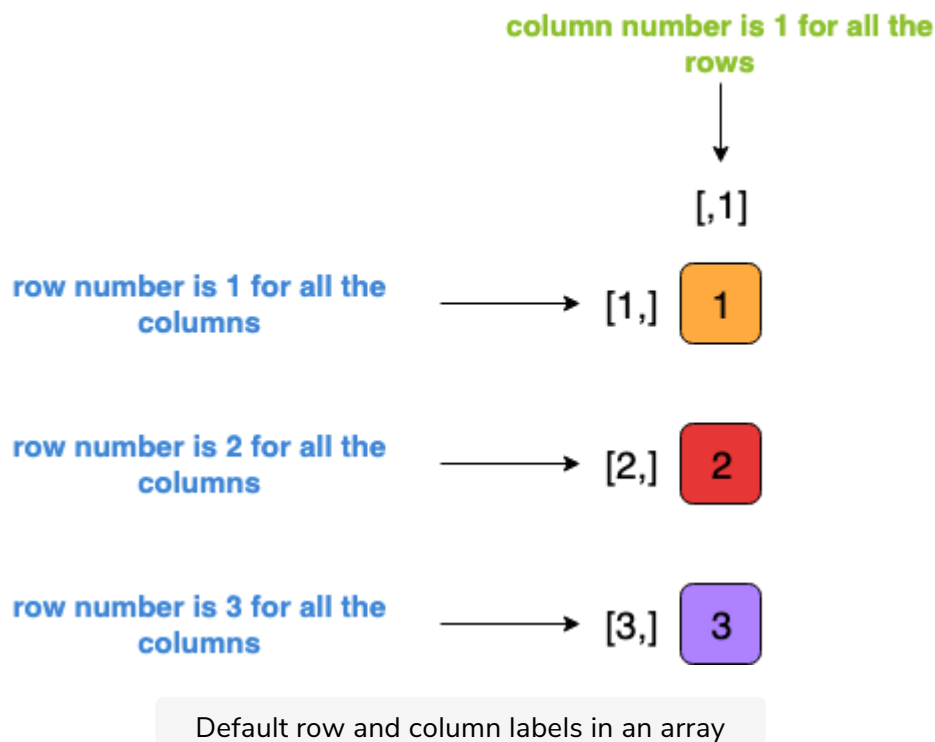 column number is 1 for all the
rows
[,1]
row number is 1 for all the
columns
[1,] 1
row number is 2 for all the
columns
[2,] 2
row number is 3 for all the
columns
[3,] 3
Default row and column labels in an array